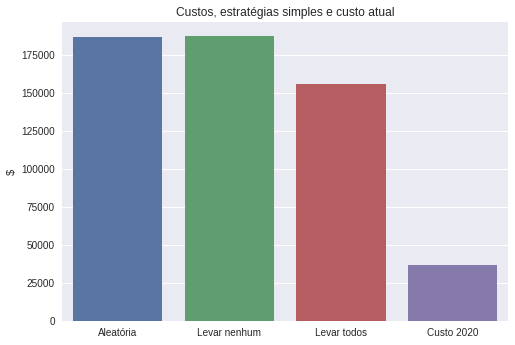 Custos, estratégias simples e custo atual
$
175000
150000
125000
100000
75000
50000
25000
0
Aleatória
Levar nenhum
Levar todos
Custo 2020